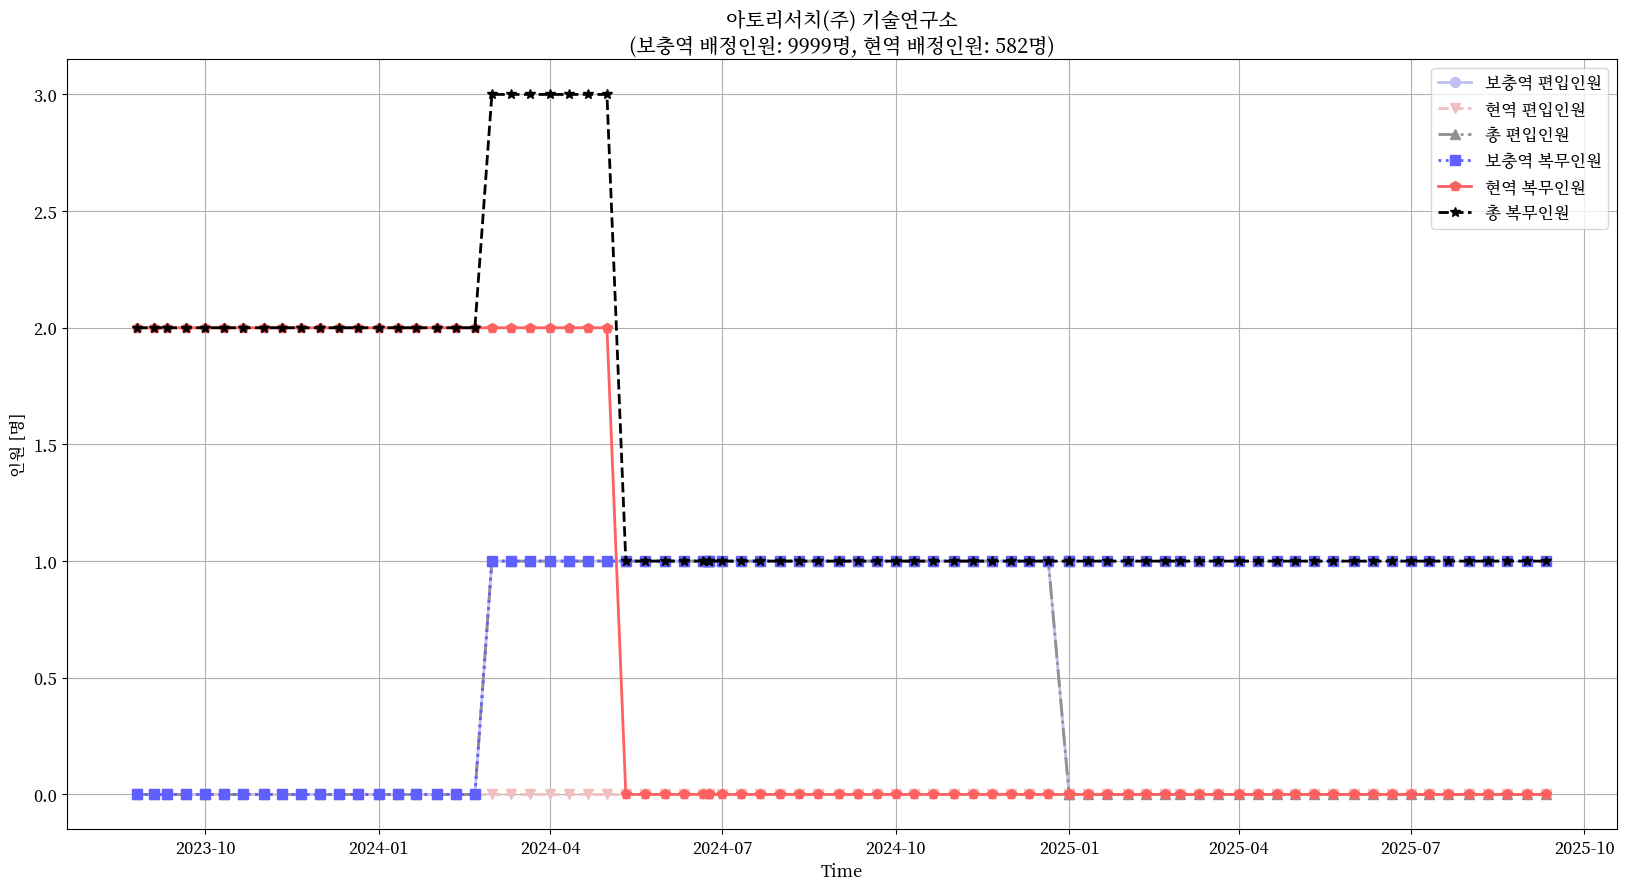 아토리서치(주) 기술연구소
(보충역 배정인원: 9999명, 현역 배정인원: 582명)
보충역 편입인원
현역 편입인원
총 편입인원
보충역 복무인원
현역 복무인원
총 복무인원
인원 [명]
3.0
2.5
2.0
1.5
1.0
0.5
0.0
2023-10
2024-01
2024-04
2024-07
2024-10
2025-01
2025-04
2025-07
2025-10
Time